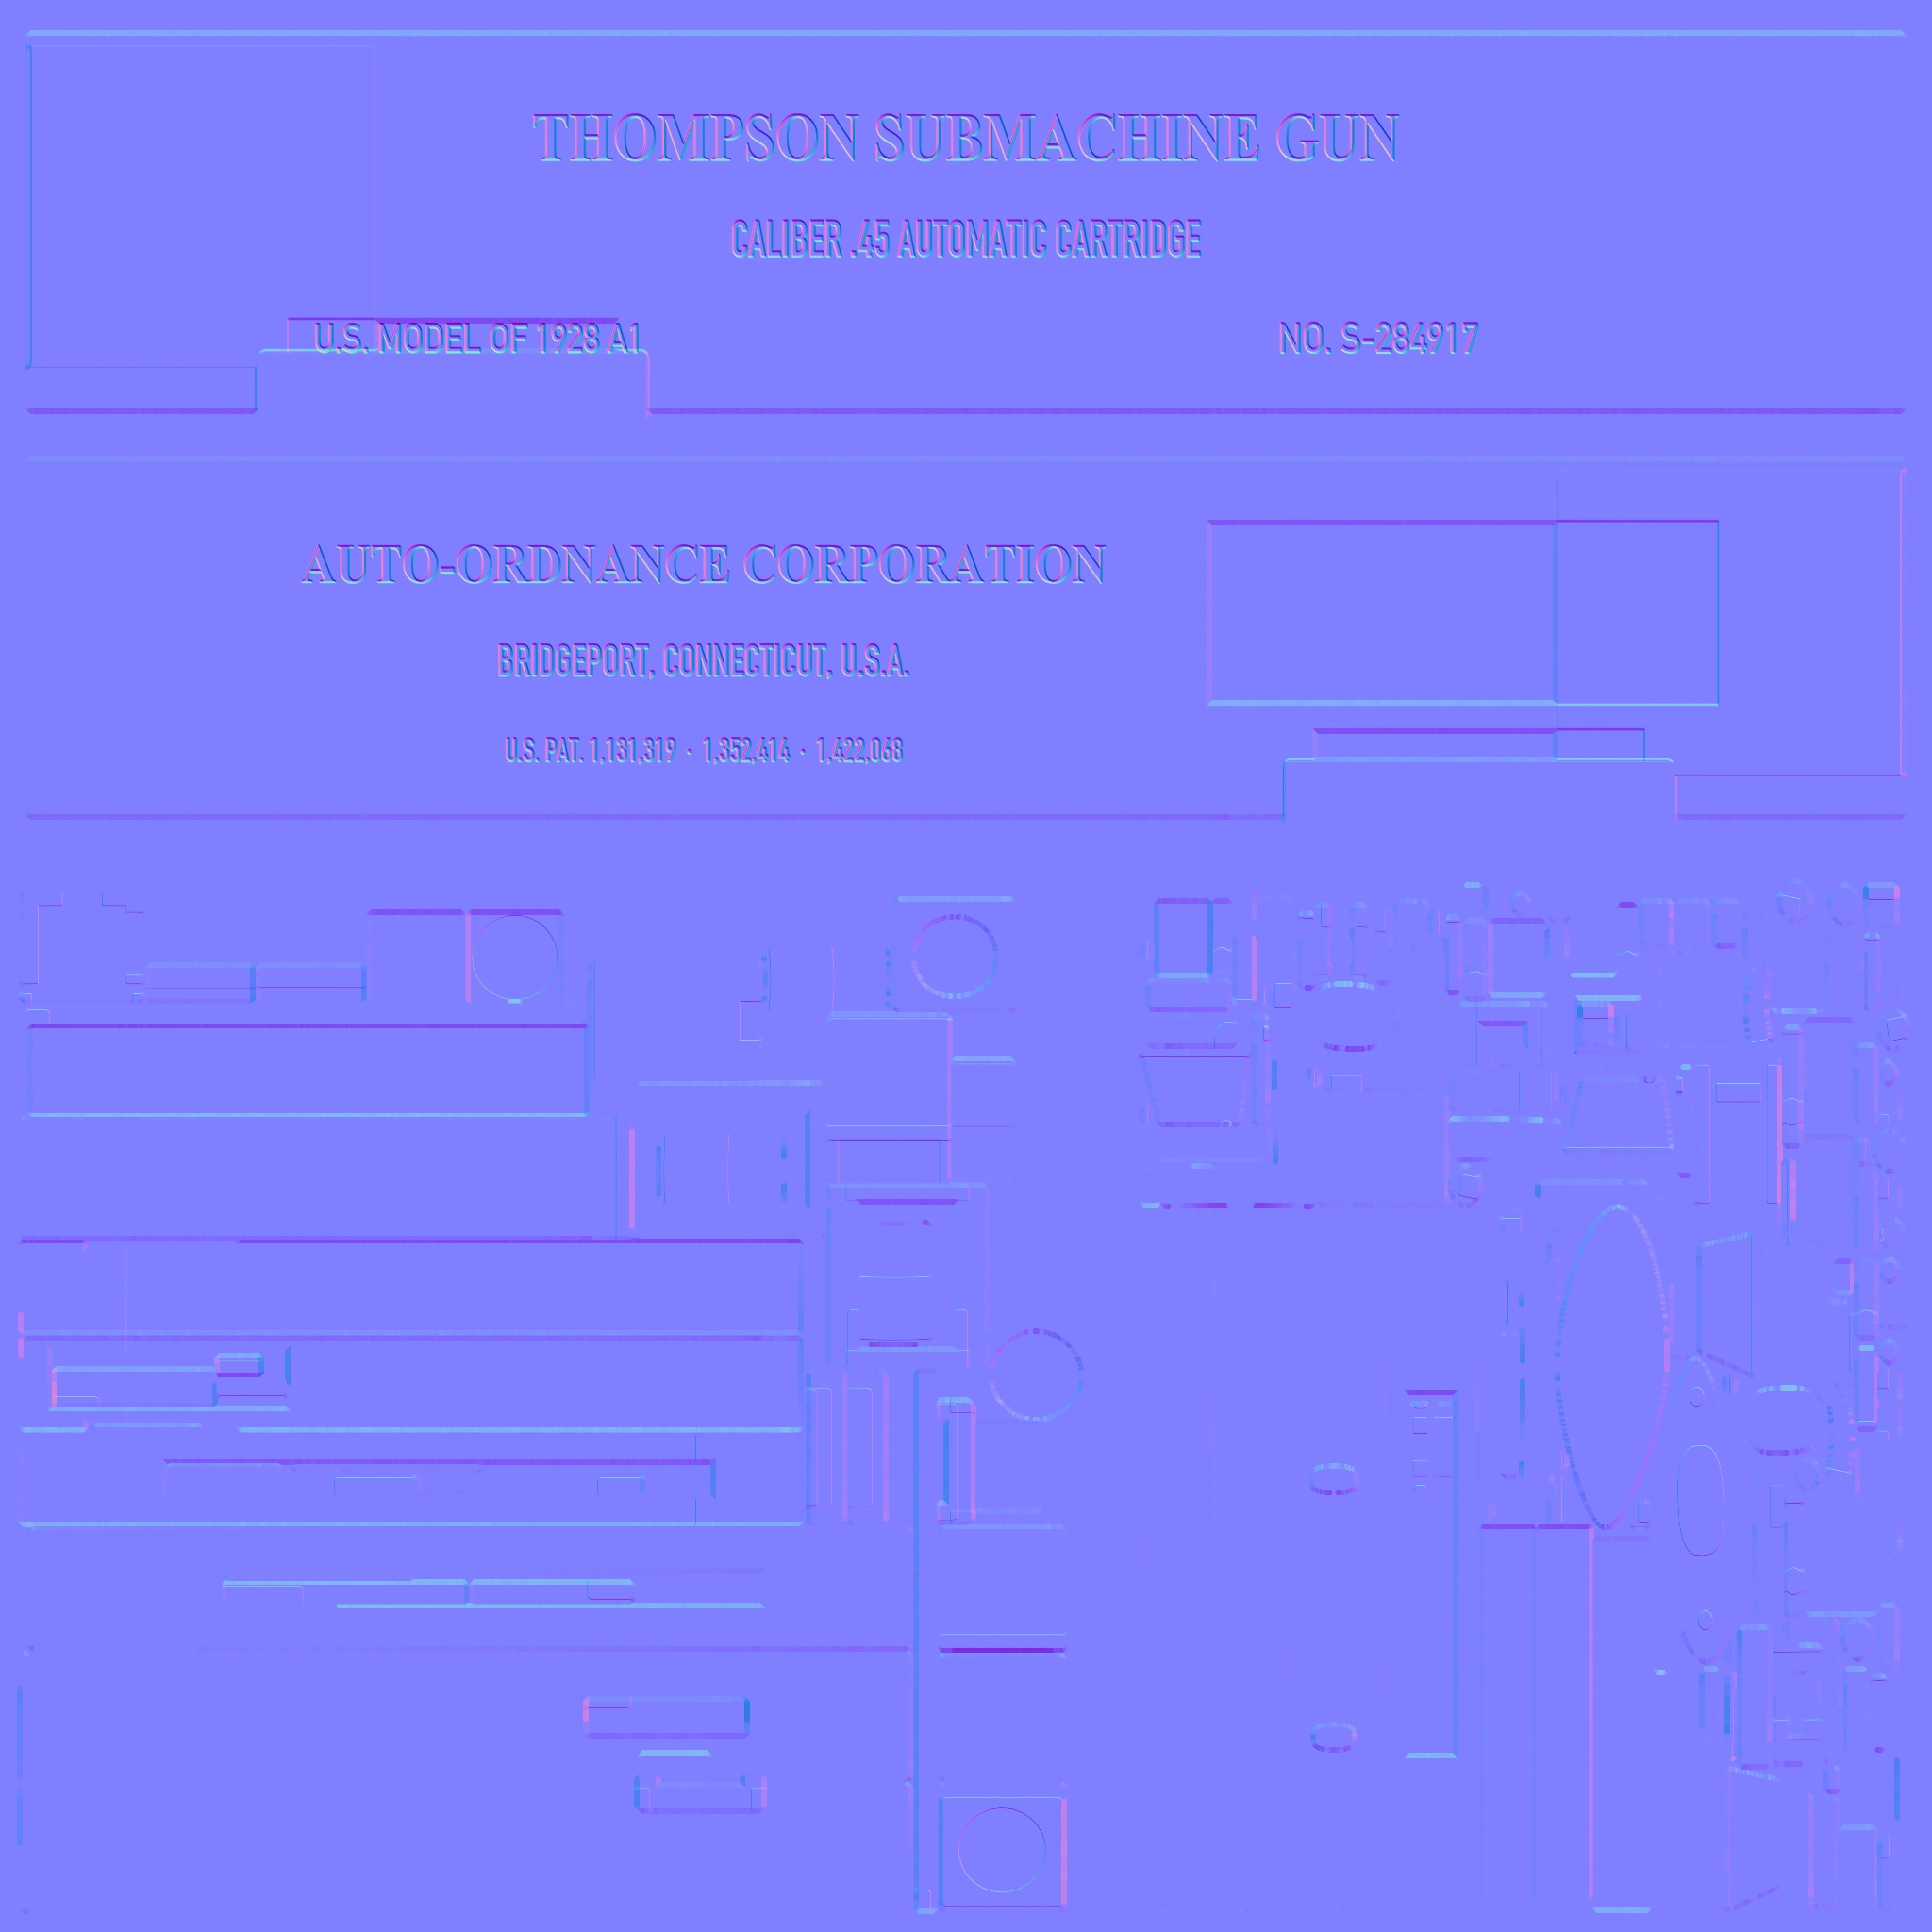 THOMPSON SUBMACHINE GUN
CALIBER .45 AUTOMATIC CARTRIDGE
U.S. MODEL OF 1928 A1 NO. S-284917
AUTO-ORDNANCE CORPORATION
BRIDGEPORT, CONNECTICUT, U.S.A.
U.S. PAT. 1,131,319 · 1,352,414 · 1,422,068